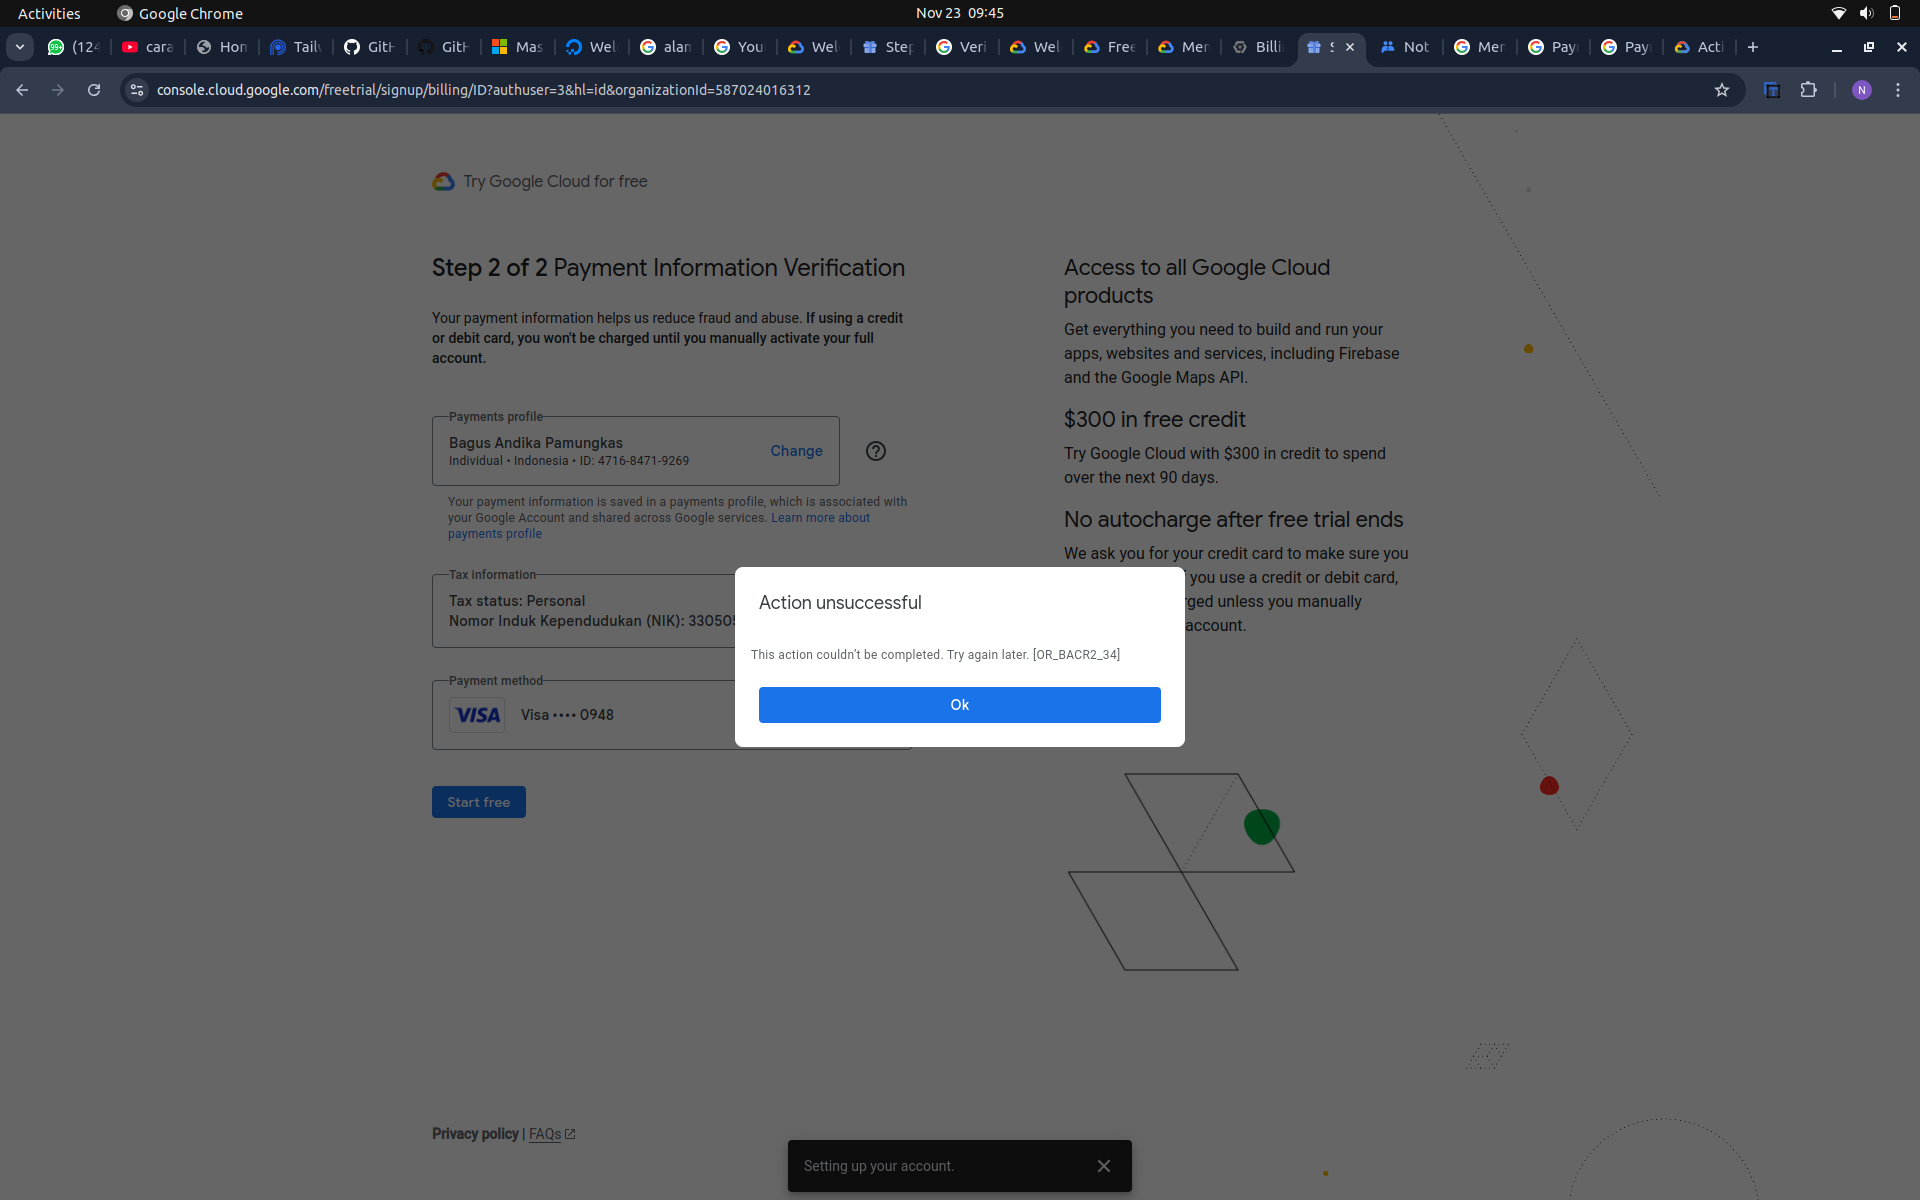 Activities
Google Chrome
Nov 23 09:45
99+
(124
cara
Hon
Tailv
GitH
GitH
Mas
Wel
alan
You
Wel
Step
Veri
Wel
Free
Mer
Billi
S
Not
Mer
Pay
Pay
Acti
console.cloud.google.com/freetrial/signup/billing/ID?authuser=3&hl=id&organizationId=587024016312
N
Try Google Cloud for free
Step 2 of 2 Payment Information Verification
Your payment information helps us reduce fraud and abuse. If using a credit
or debit card, you won't be charged until you manually activate your full
account.
Payments profile
Bagus Andika Pamungkas
Individual • Indonesia • ID: 4716-8471-9269
Change
Your payment information is saved in a payments profile, which is associated with
your Google Account and shared across Google services. Learn more about
payments profile
Tax information
Tax status: Personal
Nomor Induk Kependudukan (NIK): 330505
Payment method
VISA
Visa •••• 0948
Start free
Access to all Google Cloud
products
Get everything you need to build and run your
apps, websites and services, including Firebase
and the Google Maps API.
$300 in free credit
Try Google Cloud with $300 in credit to spend
over the next 90 days.
No autocharge after free trial ends
We ask you for your credit card to make sure you
you use a credit or debit card,
rged unless you manually
account.
Action unsuccessful
This action couldn’t be completed. Try again later. [OR_BACR2_34]
Ok
Privacy policy | FAQs
Setting up your account.